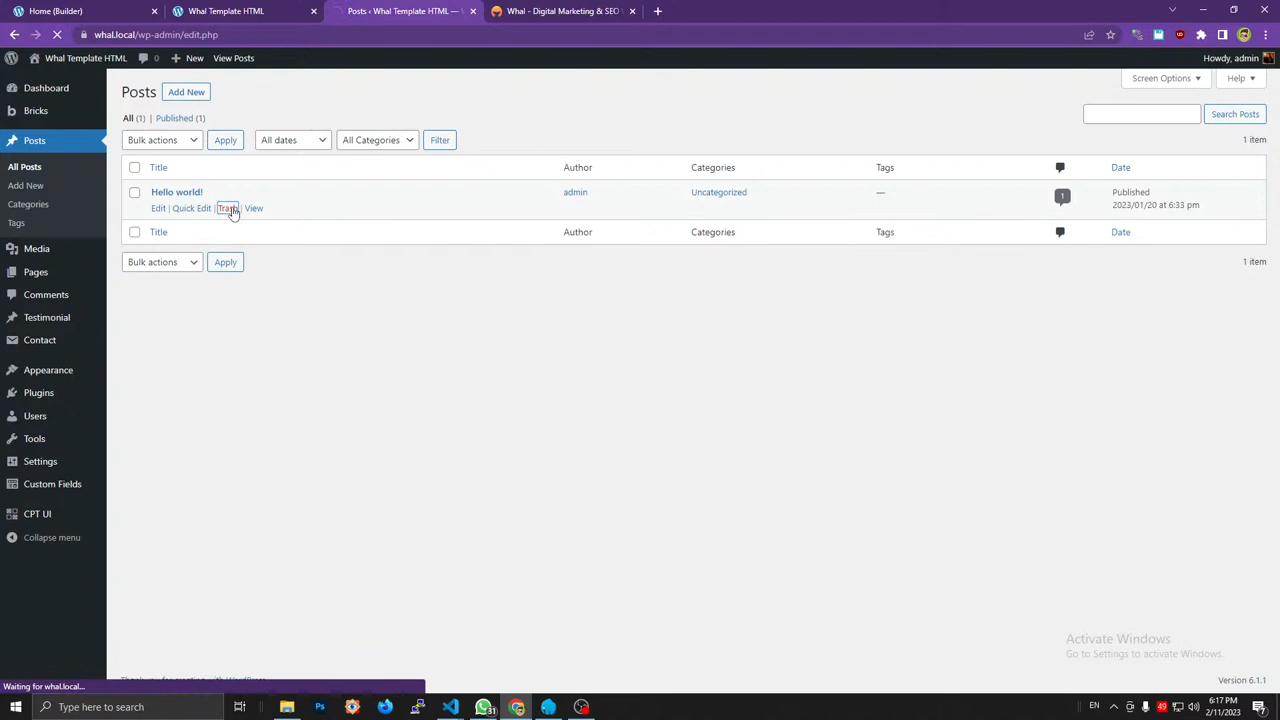 Home (Builder)
Whal Template HTML
Posts ‹ Whal Template HTML — W
Whal - Digital Marketing & SEO
whal.local/wp-admin/edit.php
Whal Template HTML
0
New
View Posts
Howdy, admin
Dashboard
Bricks
Posts
All Posts
Add New
Categories
Tags
Media
Pages
Comments
Testimonial
Contact
Appearance
Plugins
Users
Tools
Settings
Custom Fields
CPT UI
Collapse menu
Screen Options
Help
Posts
Add New
All (1) | Published (1)
Search Posts
Bulk actions
Apply
All dates
All Categories
Filter
1 item
Title
Author
Categories
Tags
Date
Hello world!
admin
Uncategorized
—
1
Published
2023/01/20 at 6:33 pm
Edit | Quick Edit | Trash | View
Title
Author
Categories
Tags
Date
Bulk actions
Apply
1 item
Activate Windows
Go to Settings to activate Windows.
Version 6.1.1
Waiting for whal.local...
Type here to search
31
EN
49
6:17 PM
2/11/2023